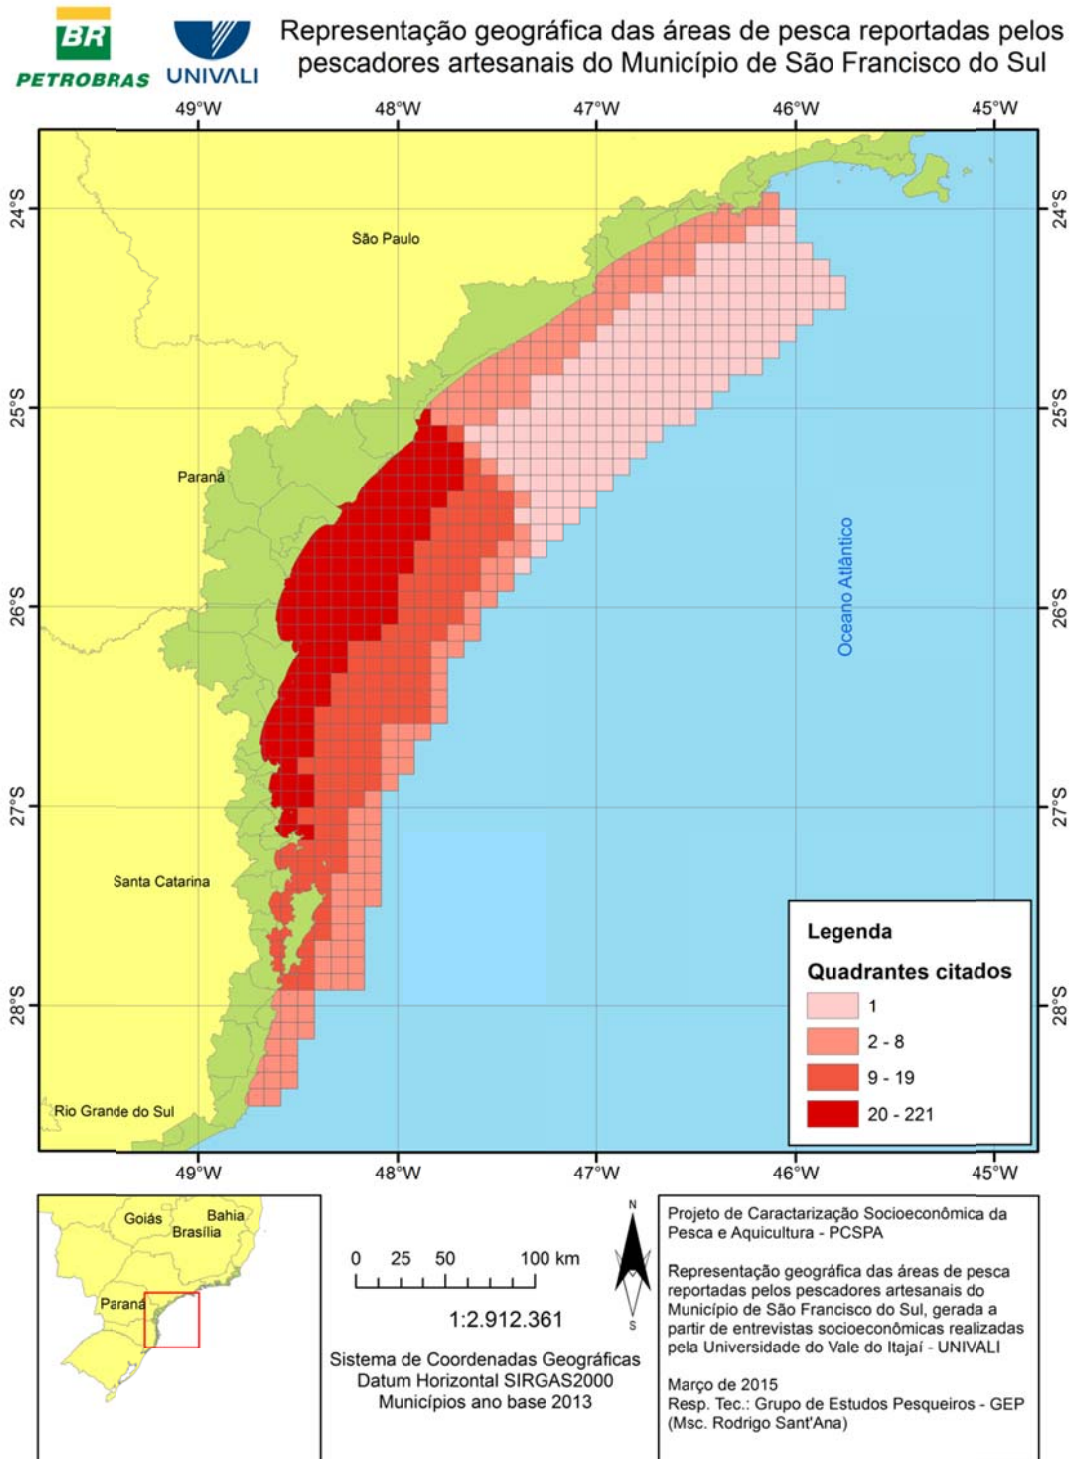 BR
PETROBRAS
UNIVALI
Representação geográfica das áreas de pesca reportadas pelos
pescadores artesanais do Município de São Francisco do Sul
49°W 48°W 47°W 46°W 45°W
24°S 24°S
25°S 25°S
26°S 26°S
27°S 27°S
28°S 28°S
São Paulo
Paraná
Santa Catarina
Rio Grande do Sul
Oceano Atlântico
Legenda
Quadrantes citados
1
2 - 8
9 - 19
20 - 221
49°W 48°W 47°W 46°W 45°W
Goiás
Bahia
Brasília
Paraná
0 25 50 100 km
1:2.912.361
N
S
Sistema de Coordenadas Geográficas
Datum Horizontal SIRGAS2000
Municípios ano base 2013
Projeto de Caractarização Socioeconômica da
Pesca e Aquicultura - PCSPA
Representação geográfica das áreas de pesca
reportadas pelos pescadores artesanais do
Município de São Francisco do Sul, gerada a
partir de entrevistas socioeconômicas realizadas
pela Universidade do Vale do Itajaí - UNIVALI
Março de 2015
Resp. Tec.: Grupo de Estudos Pesqueiros - GEP
(Msc. Rodrigo Sant'Ana)